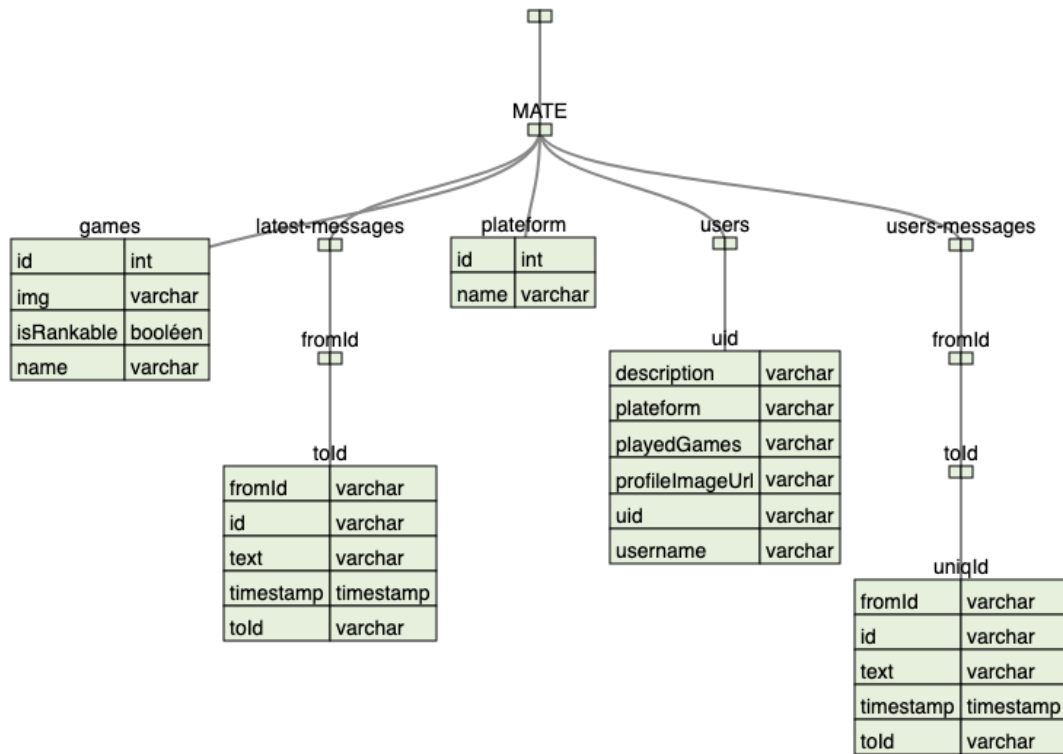 MATE
games
id int
img varchar
isRankable booléen
name varchar
latest-messages
fromId
toId
fromId varchar
id varchar
text varchar
timestamp timestamp
toId varchar
plateform
id int
name varchar
users
uid
description varchar
plateform varchar
playedGames varchar
profileImageUrl varchar
uid varchar
username varchar
users-messages
fromId
toId
uniqId
fromId varchar
id varchar
text varchar
timestamp timestamp
toId varchar